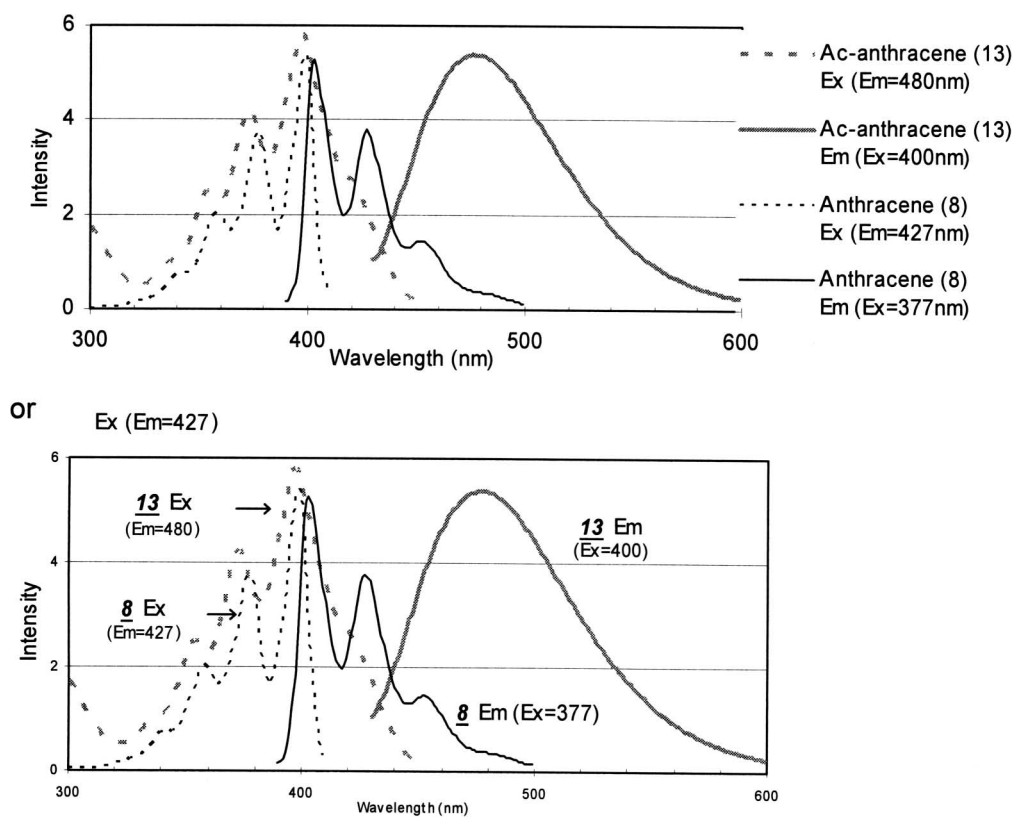 6
4
2
0
Intensity
300
400
500
600
Wavelength (nm)
Ac-anthracene (13)
Ex (Em=480nm)
Ac-anthracene (13)
Em (Ex=400nm)
Anthracene (8)
Ex (Em=427nm)
Anthracene (8)
Em (Ex=377nm)
or
Ex (Em=427)
6
4
2
0
Intensity
13 Ex
(Em=480)
8 Ex
(Em=427)
13 Em
(Ex=400)
8 Em (Ex=377)
300
400
500
600
Wavelength (nm)